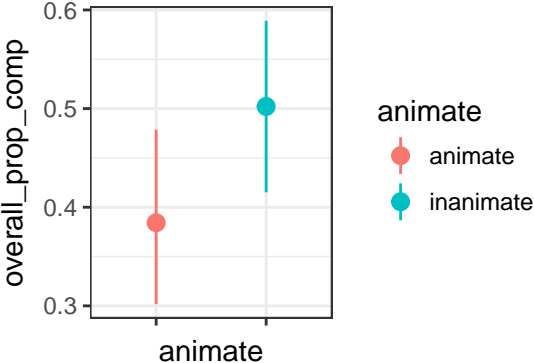 overall_prop_comp
0.6
0.5
0.4
0.3
animate
animate
animate
inanimate